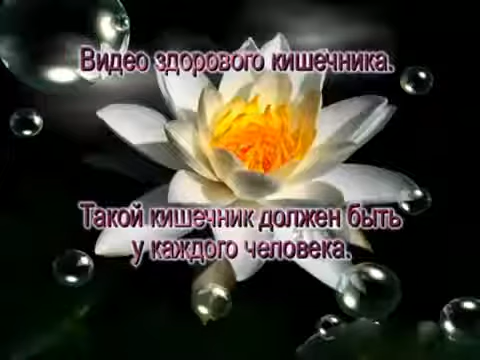 Видео здорового кишечника.
Такой кишечник должен быть
у каждого человека.